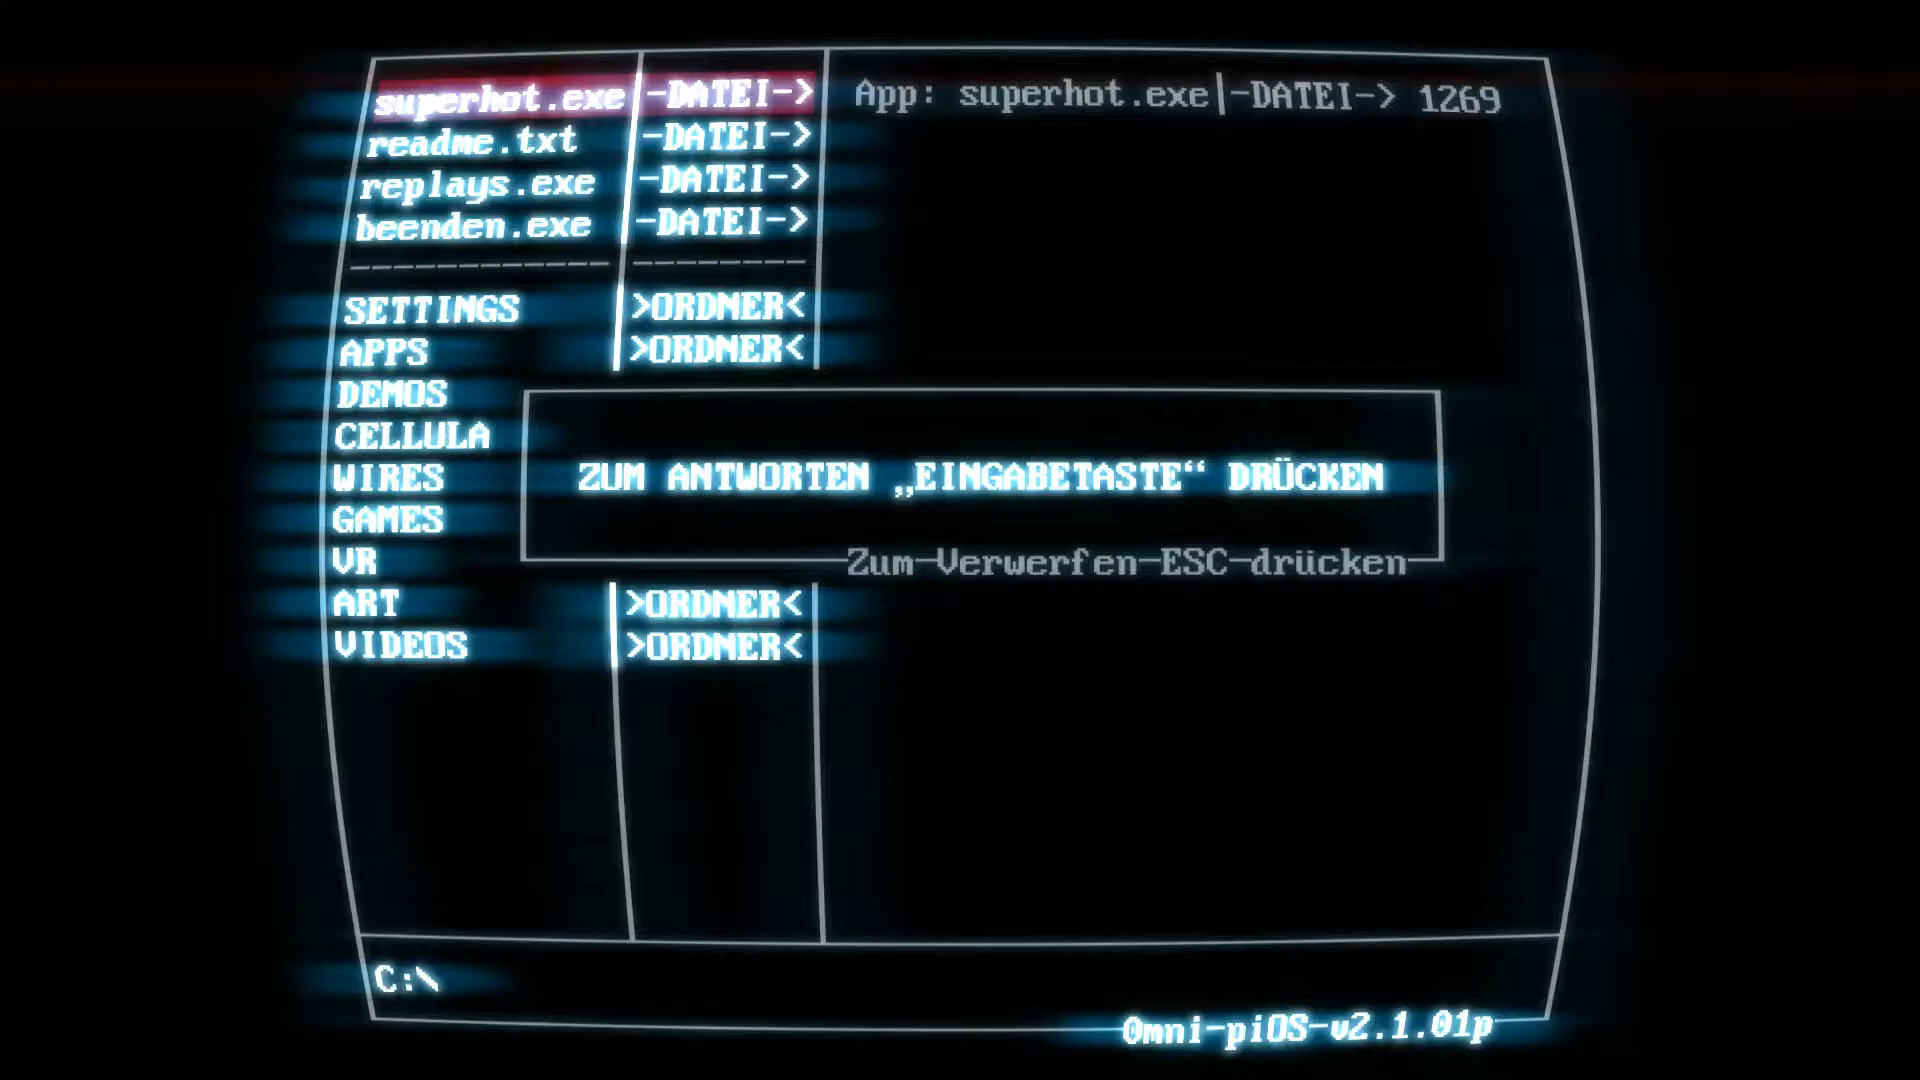 superhot.exe -DATEI-> App: superhot.exe|-DATEI-> 1269
readme.txt -DATEI->
replays.exe -DATEI->
beenden.exe -DATEI->
SETTINGS >ORDNER<
APPS >ORDNER<
DEMOS
CELLULA
WIRES
GAMES
VR
ZUM ANTWORTEN „EINGABETASTE“ DRÜCKEN
Zum-Verwerfen-ESC-drücken
ART >ORDNER<
VIDEOS >ORDNER<
C:\
0mni-piOS-v2.1.01p